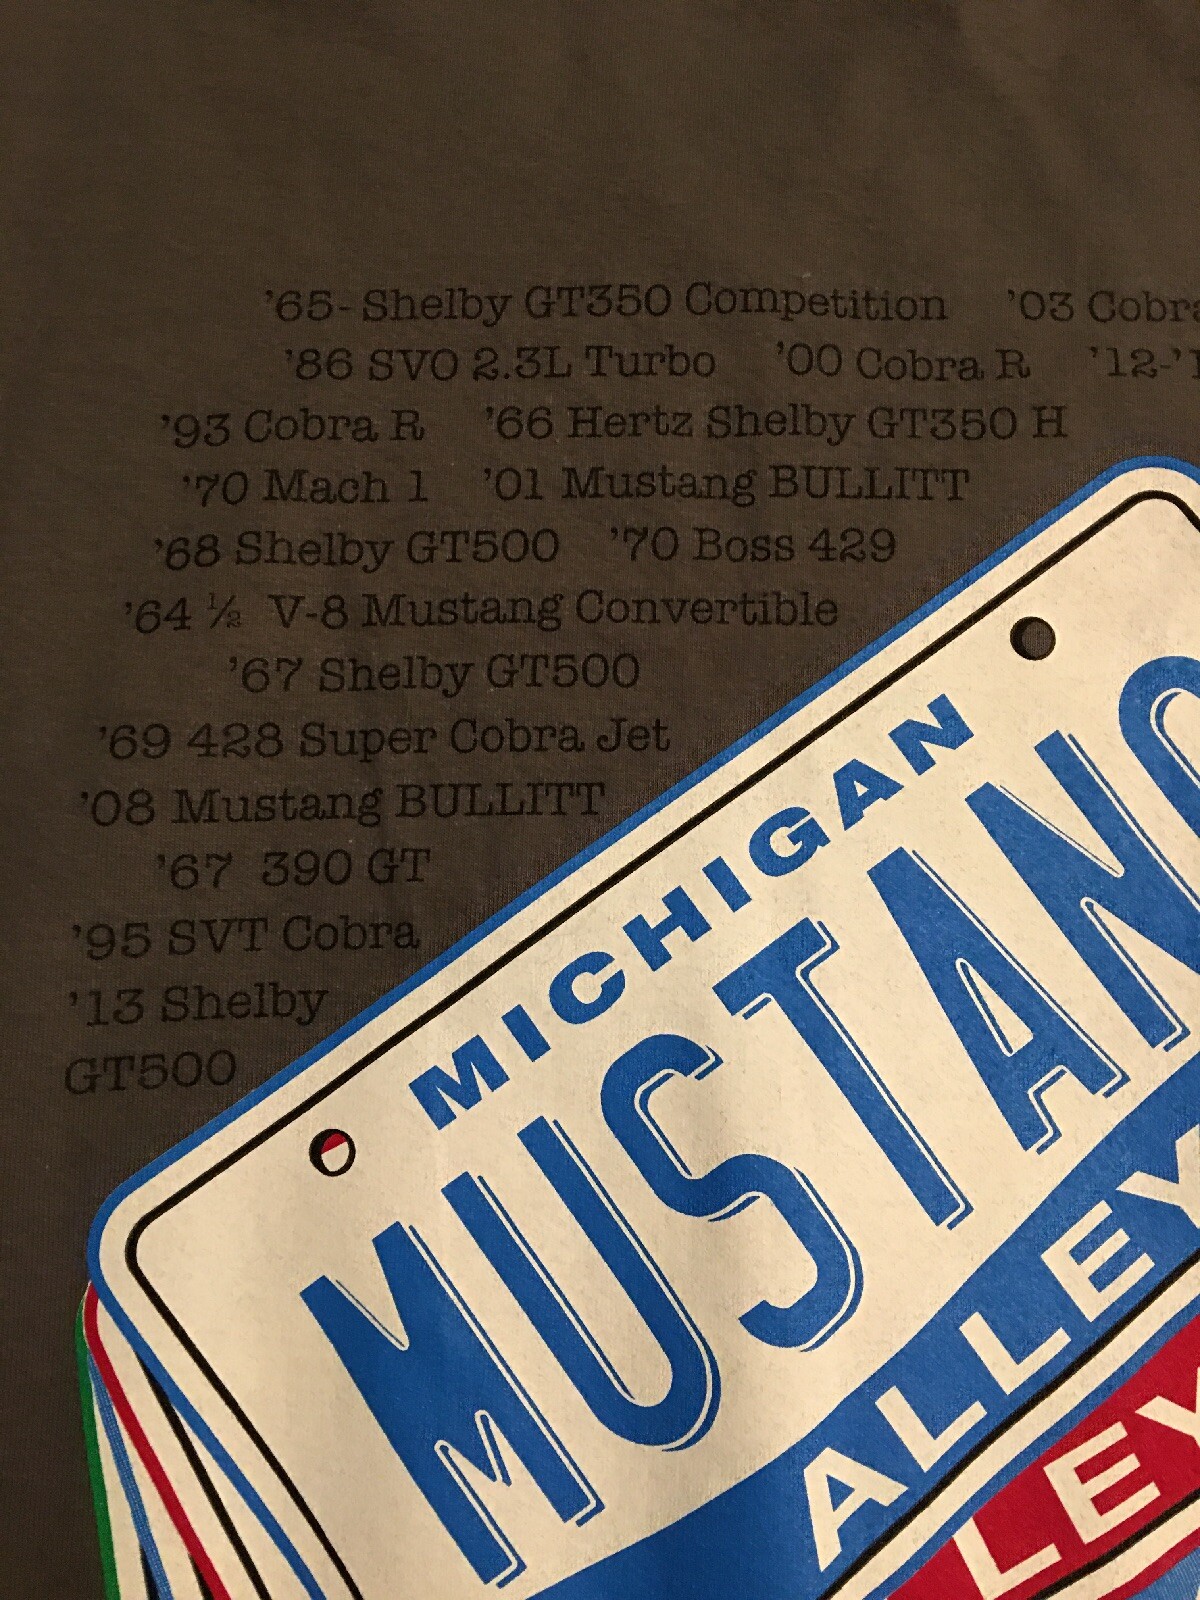 '65- Shelby GT350 Competition '03 Cobra
'86 SVO 2.3L Turbo '00 Cobra R '12-'1
'93 Cobra R '66 Hertz Shelby GT350 H
'70 Mach 1 '01 Mustang BULLITT
'68 Shelby GT500 '70 Boss 429
'64 ½ V-8 Mustang Convertible
'67 Shelby GT500
'69 428 Super Cobra Jet
'08 Mustang BULLITT
'67 390 GT
'95 SVT Cobra
'13 Shelby
GT500
MICHIGAN
MUSTANG
ALLEY
LEY